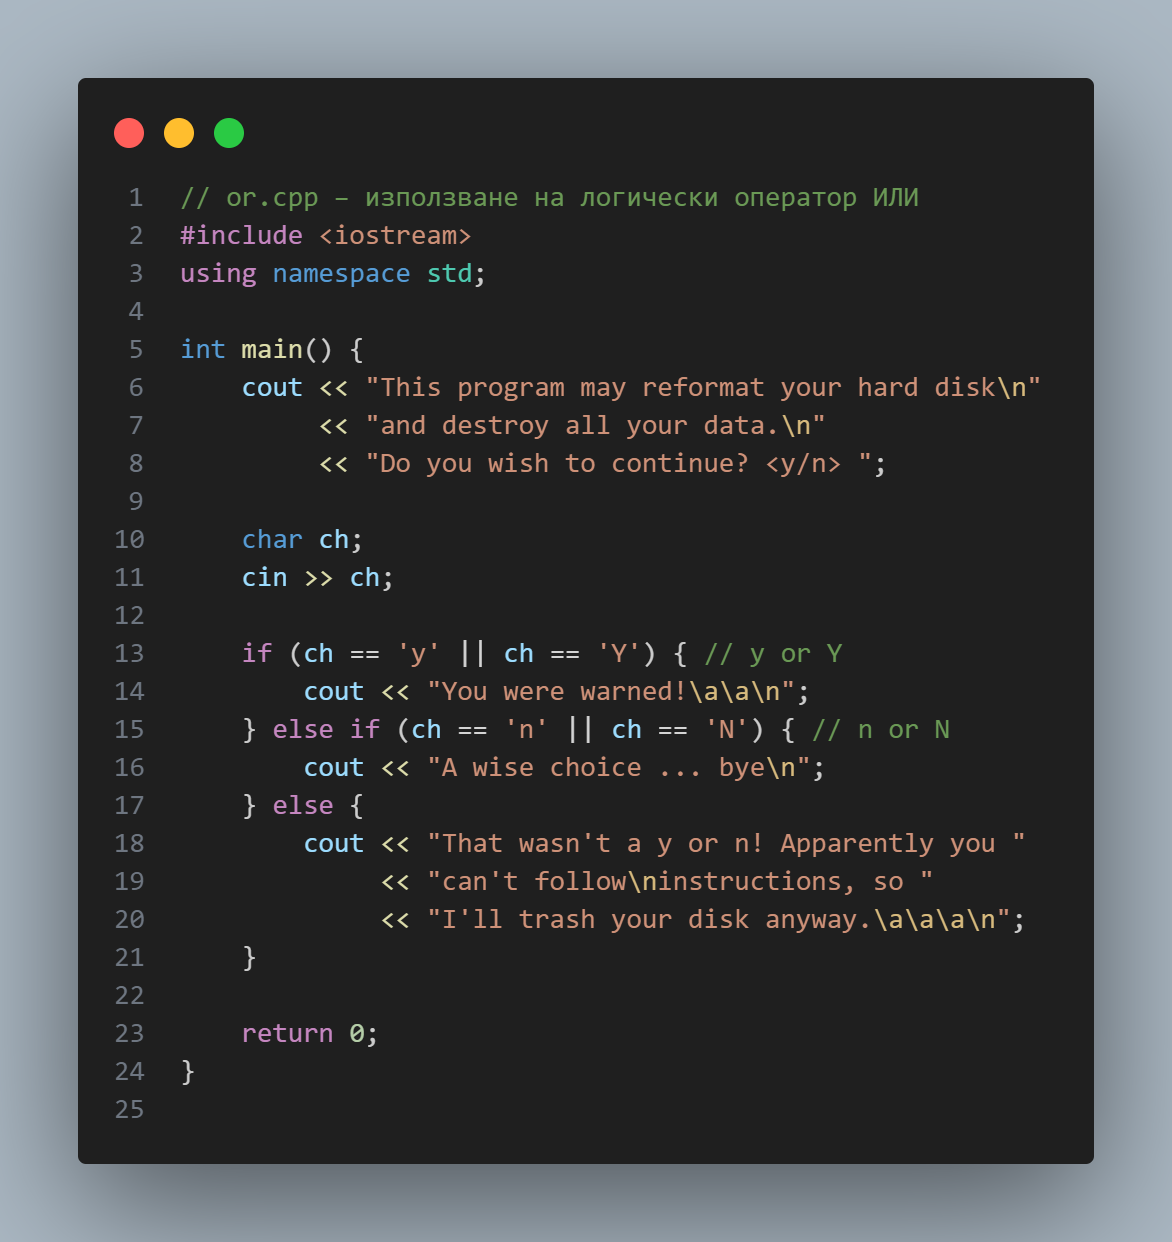 1 // or.cpp – използване на логически оператор ИЛИ
2 #include <iostream>
3 using namespace std;
4
5 int main() {
6     cout << "This program may reformat your hard disk\n"
7          << "and destroy all your data.\n"
8          << "Do you wish to continue? <y/n> ";
9
10     char ch;
11     cin >> ch;
12
13     if (ch == 'y' || ch == 'Y') { // y or Y
14         cout << "You were warned!\a\a\n";
15     } else if (ch == 'n' || ch == 'N') { // n or N
16         cout << "A wise choice ... bye\n";
17     } else {
18         cout << "That wasn't a y or n! Apparently you "
19              << "can't follow\ninstructions, so "
20              << "I'll trash your disk anyway.\a\a\a\n";
21     }
22
23     return 0;
24 }
25